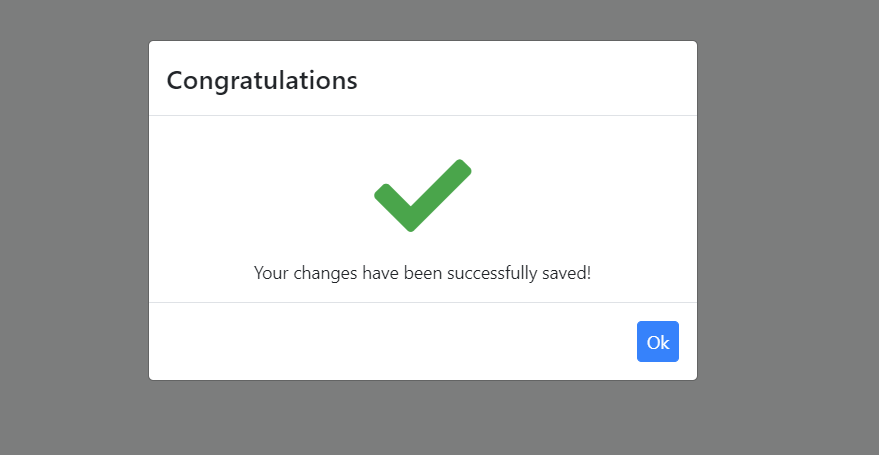 Congratulations
Your changes have been successfully saved!
Ok